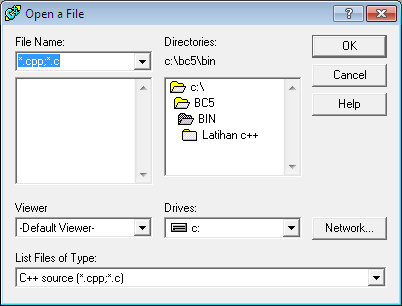 Open a File
File Name:
*.cpp;*.c
Directories:
c:\bc5\bin
c:\
BC5
BIN
Latihan c++
OK
Cancel
Help
Viewer
-Default Viewer-
Drives:
c:
Network...
List Files of Type:
C++ source (*.cpp;*.c)